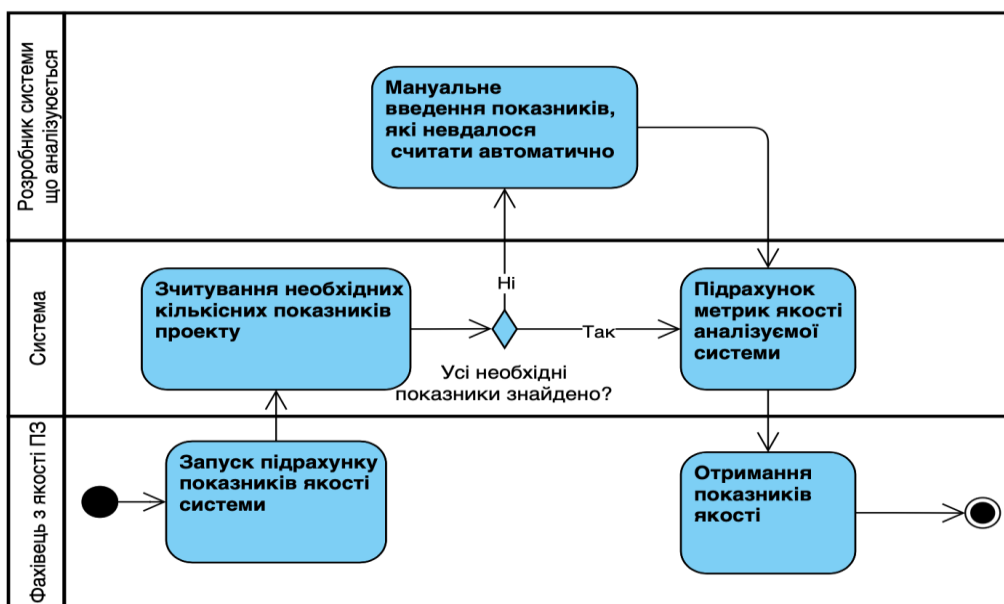 Розробник системи
що аналізуюється
Мануальне
введення показників,
які невдалося
считати автоматично
Система
Зчитування необхідних
кількісних показників
проекту
Ні
Так
Усі необхідні
показники знайдено?
Підрахунок
метрик якості
аналізуємої
системи
Фахівець з якості ПЗ
Запуск підрахунку
показників якості
системи
Отримання
показників
якості